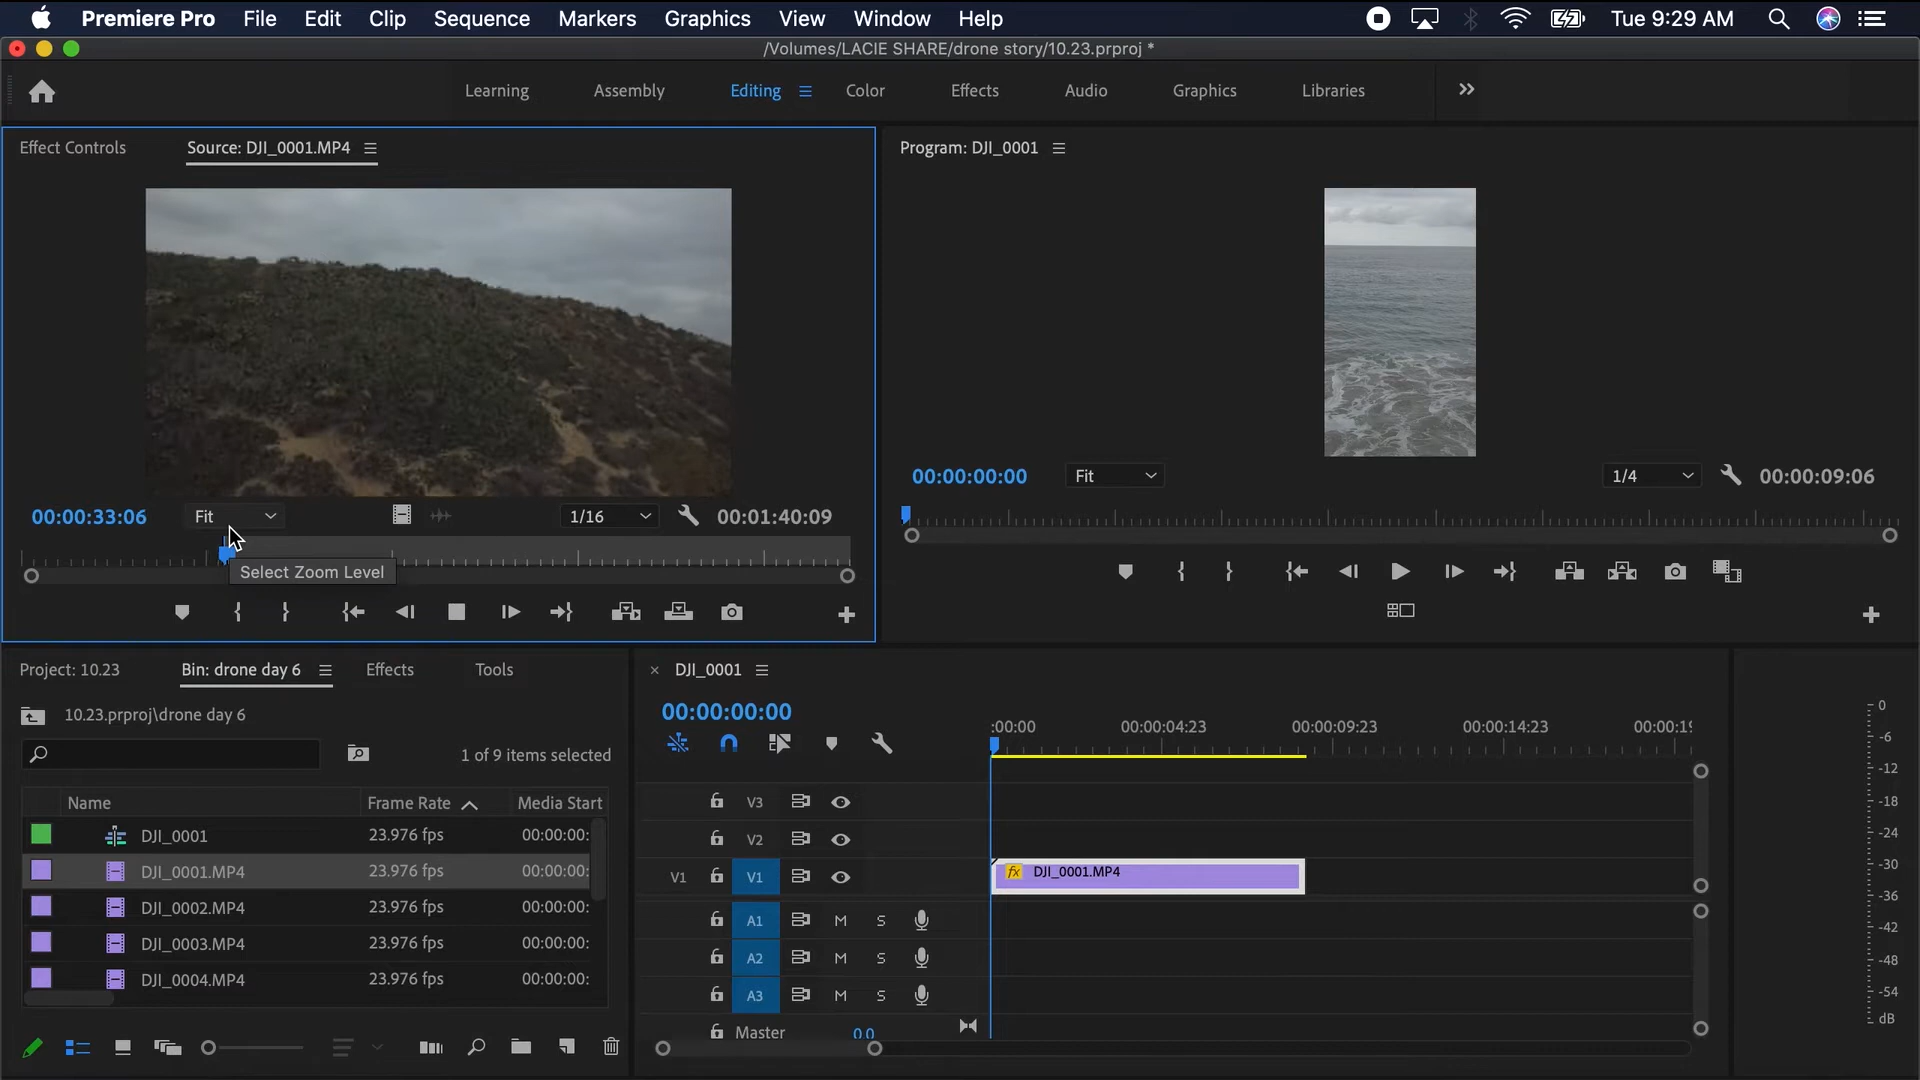 Premiere Pro File Edit Clip Sequence Markers Graphics View Window Help Tue 9:29 AM
/Volumes/LACIE SHARE/drone story/10.23.prproj *
Learning Assembly Editing Color Effects Audio Graphics Libraries
Effect Controls Source: DJI_0001.MP4
Program: DJI_0001
00:00:33:06 Fit 1/16 00:01:40:09
00:00:00:00 Fit 1/4 00:00:09:06
Select Zoom Level
Project: 10.23 Bin: drone day 6 Effects Tools
10.23.prproj\drone day 6
1 of 9 items selected
Name Frame Rate Media Start
DJI_0001 23.976 fps 00:00:00:
DJI_0001.MP4 23.976 fps 00:00:00:
DJI_0002.MP4 23.976 fps 00:00:00:
DJI_0003.MP4 23.976 fps 00:00:00:
DJI_0004.MP4 23.976 fps 00:00:00:
× DJI_0001
00:00:00:00
:00:00 00:00:04:23 00:00:09:23 00:00:14:23 00:00:19
V3
V2
V1 V1 fx DJI_0001.MP4
A1 M S
A2 M S
A3 M S
Master 0.0
0
-6
-12
-18
-24
-30
-36
-42
-48
-54
dB